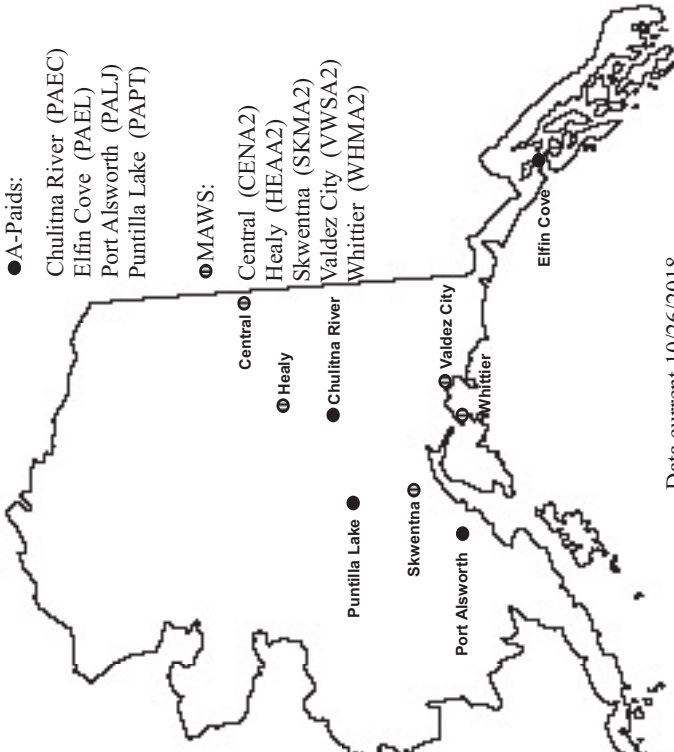 ●A-Paids:
Chulitna River (PAEC)
Elfin Cove (PAEL)
Port Alsworth (PALJ)
Puntilla Lake (PAPT)
MAWS:
Central (CENA2)
Healy (HEAA2)
Skwentna (SKMA2)
Valdez City (VWSA2)
Whittier (WHMA2)
Central
Healy
Chulitna River
Puntilla Lake
Skwentna
Valdez City
Whittier
Port Alsworth
Elfin Cove
Data current 10/26/2018